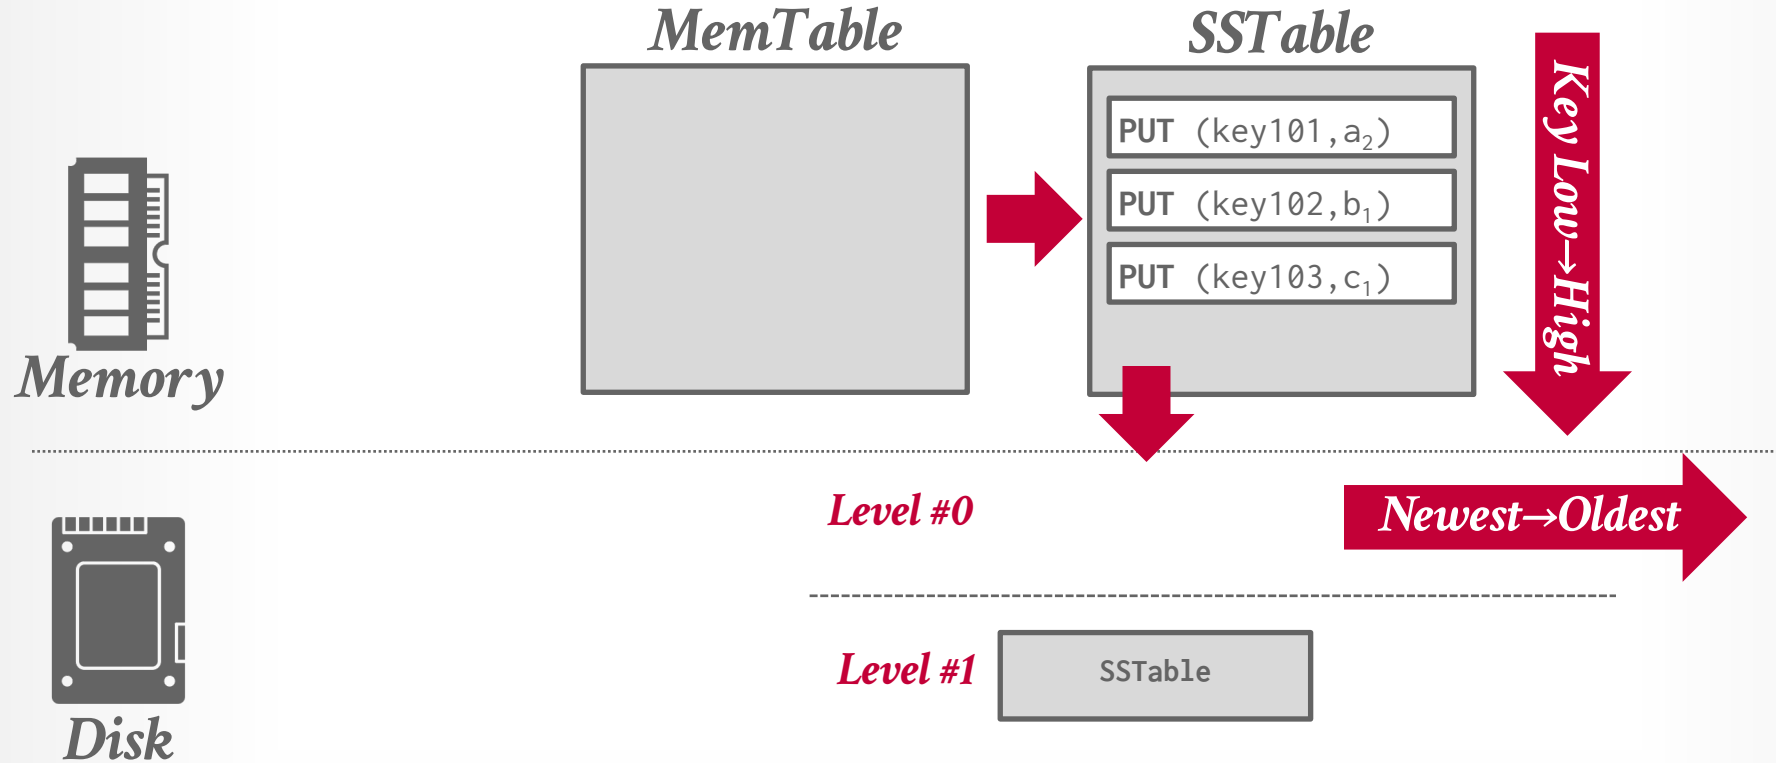 MemTable
SSTable
PUT (key101,a₂)
PUT (key102,b₁)
PUT (key103,c₁)
Key Low→High
Memory
Level #0
Newest→Oldest
Level #1
SSTable
Disk